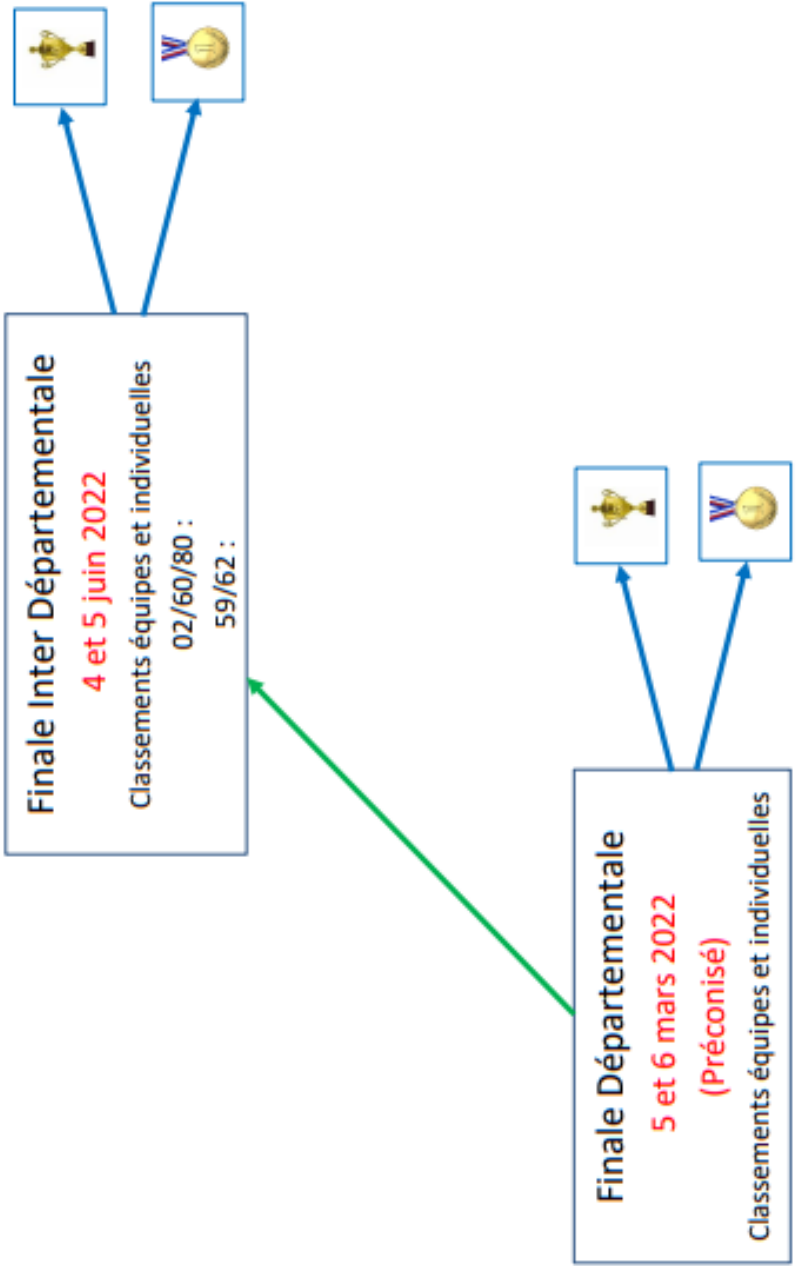 Finale Inter Départementale
4 et 5 juin 2022
Classements équipes et individuelles
02/60/80 :
59/62 :
Finale Départementale
5 et 6 mars 2022
(Préconisé)
Classements équipes et individuelles